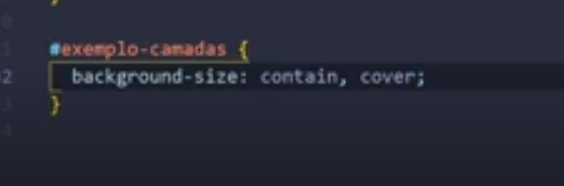 }
#exemplo-camadas {
background-size: contain, cover;
}